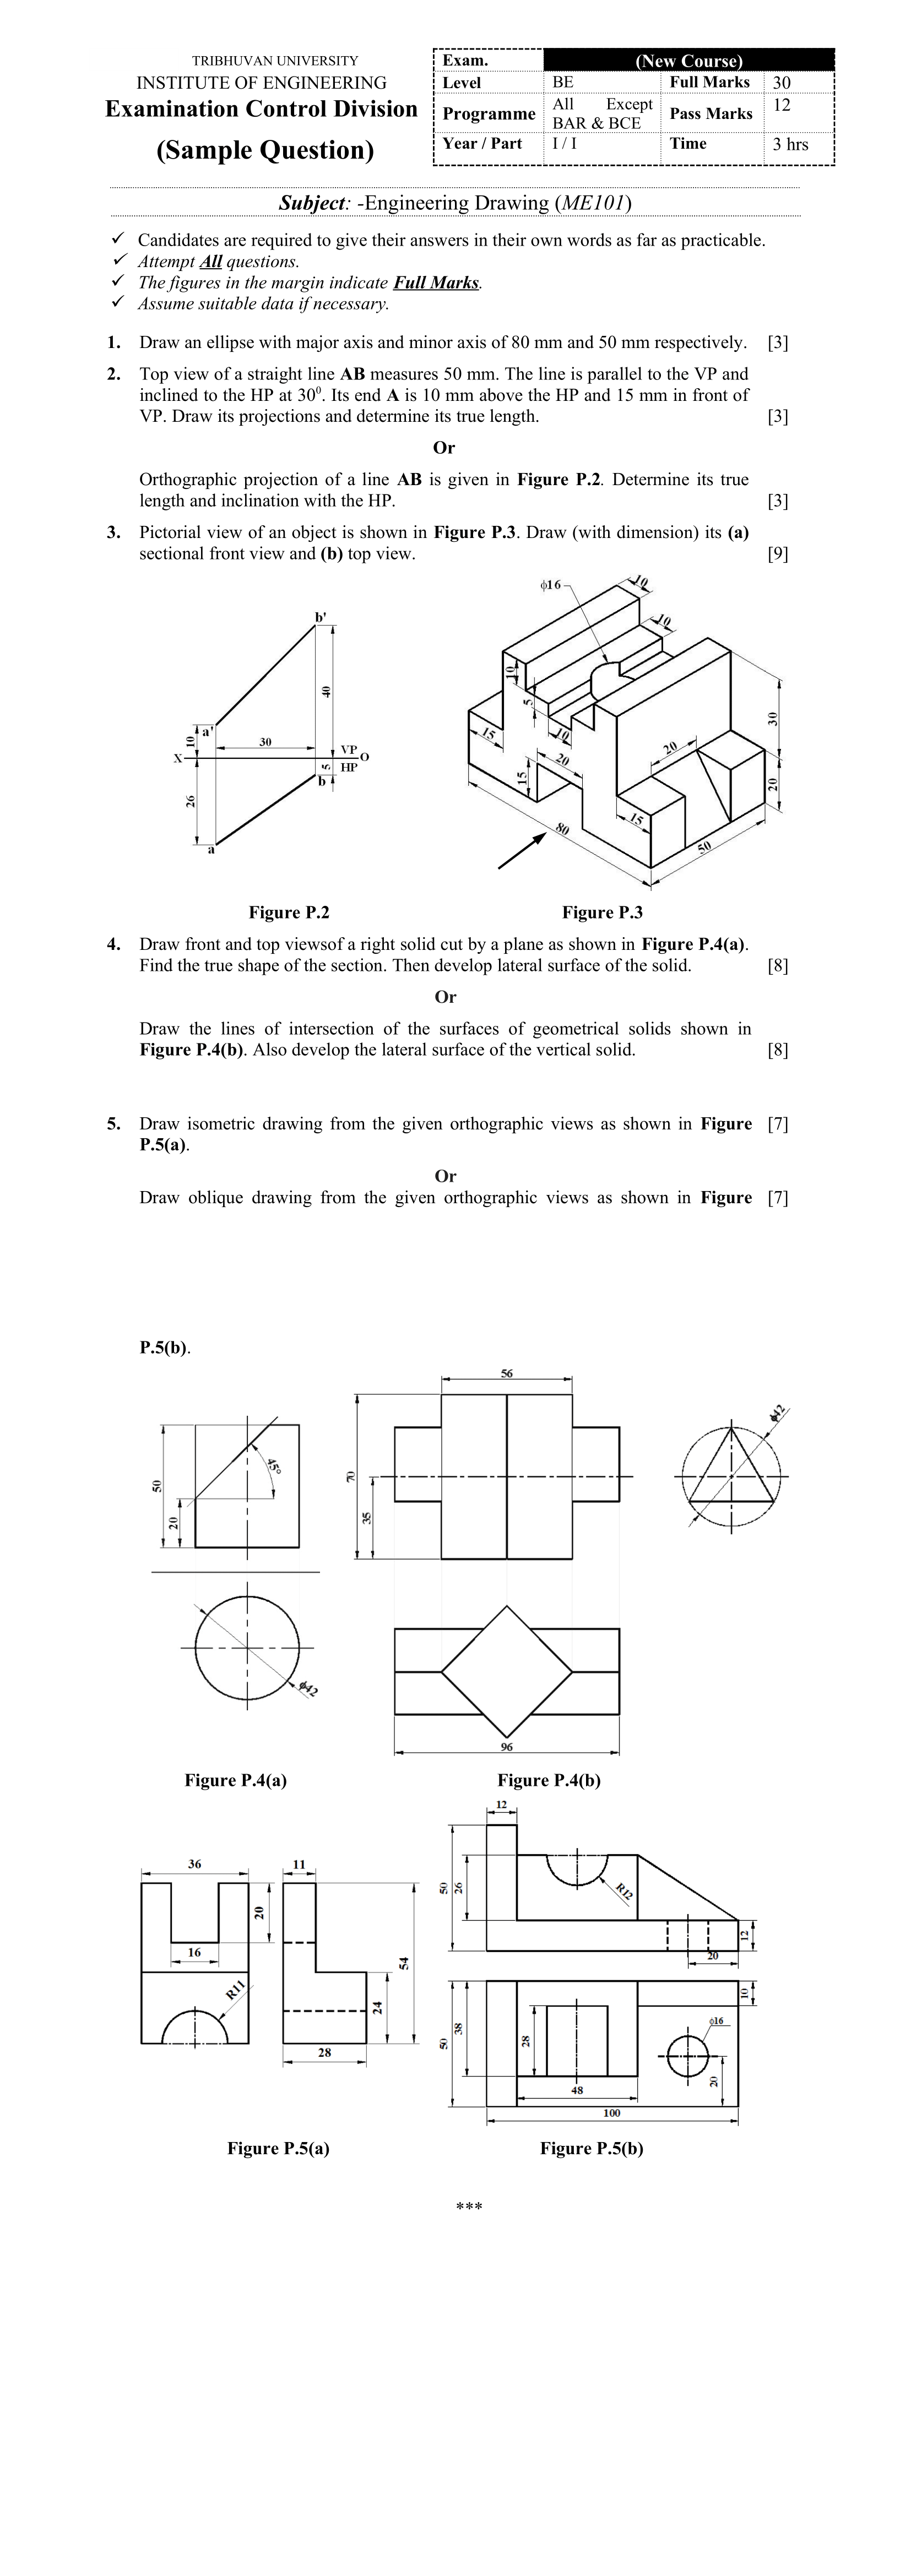 TRIBHUVAN UNIVERSITY
INSTITUTE OF ENGINEERING
Examination Control Division
(Sample Question)
Exam. (New Course)
Level BE Full Marks 30
Programme All Except BAR & BCE Pass Marks 12
Year / Part I / I Time 3 hrs
Subject: -Engineering Drawing (ME101)
✓ Candidates are required to give their answers in their own words as far as practicable.
✓ Attempt All questions.
✓ The figures in the margin indicate Full Marks.
✓ Assume suitable data if necessary.
1. Draw an ellipse with major axis and minor axis of 80 mm and 50 mm respectively. [3]
2. Top view of a straight line AB measures 50 mm. The line is parallel to the VP and
inclined to the HP at 30⁰. Its end A is 10 mm above the HP and 15 mm in front of
VP. Draw its projections and determine its true length. [3]
Or
Orthographic projection of a line AB is given in Figure P.2. Determine its true
length and inclination with the HP. [3]
3. Pictorial view of an object is shown in Figure P.3. Draw (with dimension) its (a)
sectional front view and (b) top view. [9]
b'
40
a'
10
30
X
VP
O
HP
5
b
26
a
ϕ16
10
10
10
5
15
10
20
15
80
20
30
20
15
50
Figure P.2
Figure P.3
4. Draw front and top viewsof a right solid cut by a plane as shown in Figure P.4(a).
Find the true shape of the section. Then develop lateral surface of the solid. [8]
Or
Draw the lines of intersection of the surfaces of geometrical solids shown in
Figure P.4(b). Also develop the lateral surface of the vertical solid. [8]
5. Draw isometric drawing from the given orthographic views as shown in Figure [7]
P.5(a).
Or
Draw oblique drawing from the given orthographic views as shown in Figure [7]
P.5(b).
50
20
45°
ϕ42
56
70
35
ϕ42
96
Figure P.4(a)
Figure P.4(b)
36
11
20
16
54
R11
24
28
12
50
26
R12
12
20
10
50
38
28
ϕ16
20
48
100
Figure P.5(a)
Figure P.5(b)
***